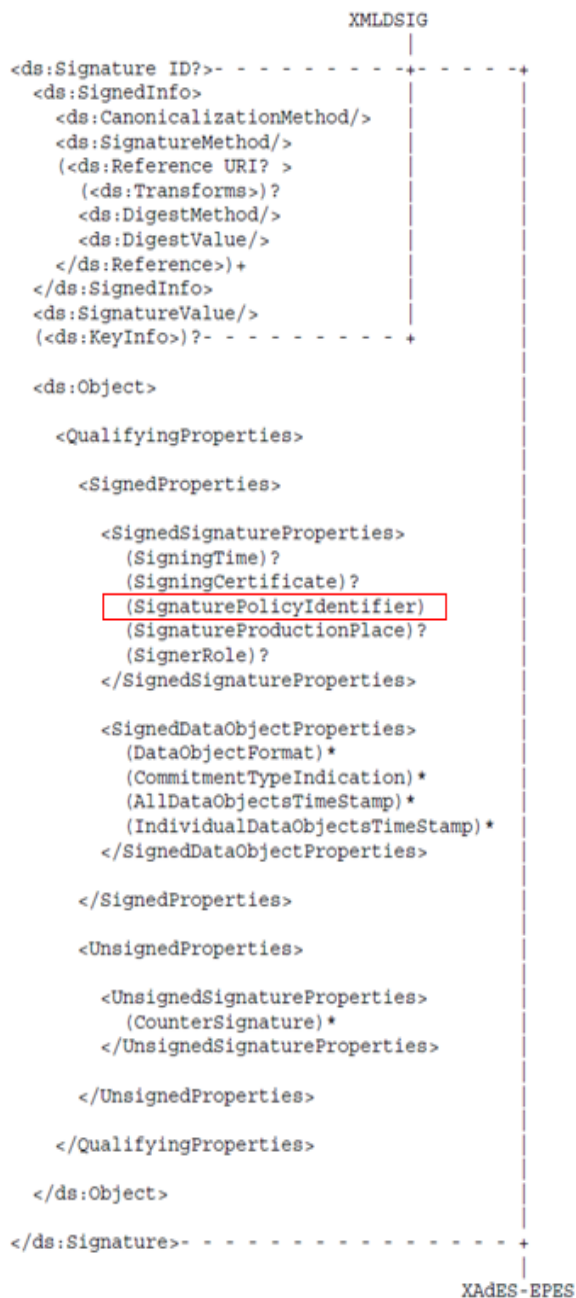 XMLDSIG
|
<ds:Signature ID?>- - - - - - - - - -+- - - - -+
<ds:SignedInfo>
<ds:CanonicalizationMethod/>
<ds:SignatureMethod/>
(<ds:Reference URI? >
(<ds:Transforms>)?
<ds:DigestMethod/>
<ds:DigestValue/>
</ds:Reference>)+
</ds:SignedInfo>
<ds:SignatureValue/>
(<ds:KeyInfo>)?- - - - - - - - - +
<ds:Object>
<QualifyingProperties>
<SignedProperties>
<SignedSignatureProperties>
(SigningTime)?
(SigningCertificate)?
(SignaturePolicyIdentifier)
(SignatureProductionPlace)?
(SignerRole)?
</SignedSignatureProperties>
<SignedDataObjectProperties>
(DataObjectFormat)*
(CommitmentTypeIndication)*
(AllDataObjectsTimeStamp)*
(IndividualDataObjectsTimeStamp)*
</SignedDataObjectProperties>
</SignedProperties>
<UnsignedProperties>
<UnsignedSignatureProperties>
(CounterSignature)*
</UnsignedSignatureProperties>
</UnsignedProperties>
</QualifyingProperties>
</ds:Object>
</ds:Signature>- - - - - - - - - - - - - - - +
|
XAdES-EPES